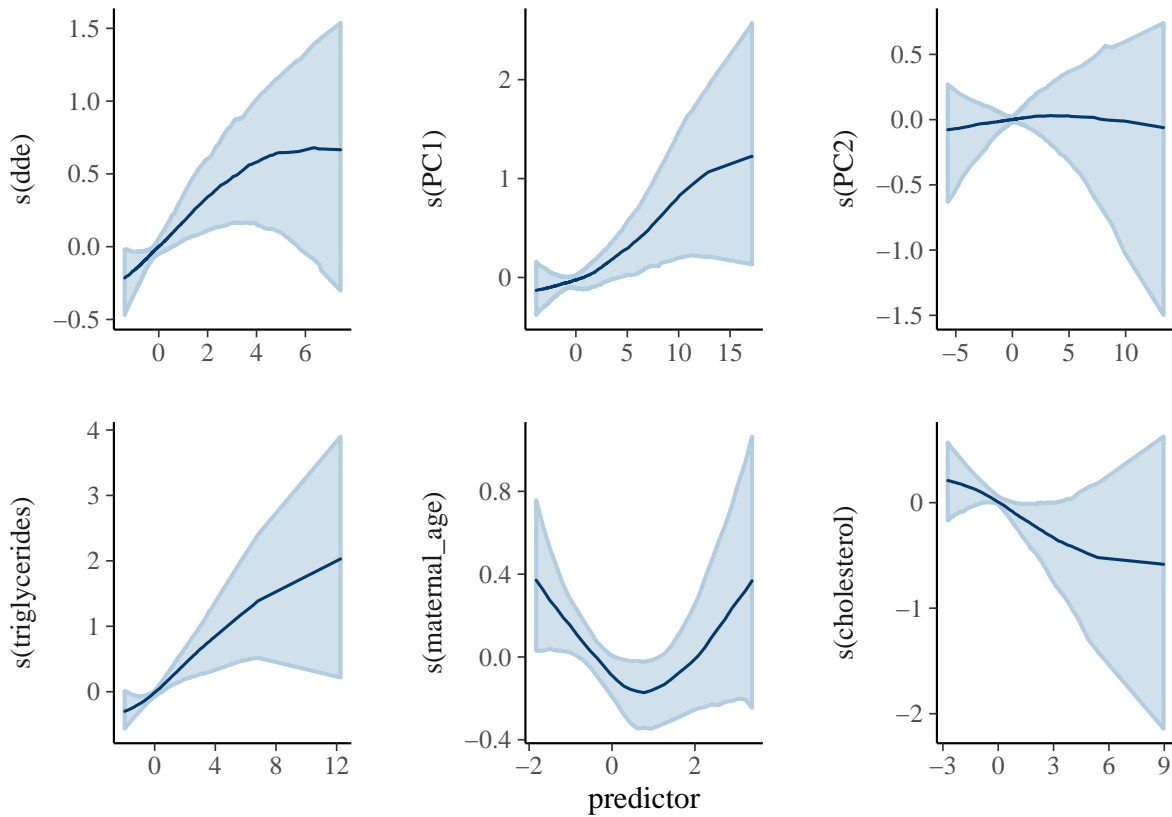 s(dde)
1.5
1.0
0.5
0.0
−0.5
0 2 4 6
s(PC1)
2
1
0
0 5 10 15
s(PC2)
0.5
0.0
−0.5
−1.0
−1.5
−5 0 5 10
s(triglycerides)
4
3
2
1
0
0 4 8 12
s(maternal_age)
0.8
0.4
0.0
−0.4
−2 0 2
s(cholesterol)
0
−1
−2
−3 0 3 6 9
predictor